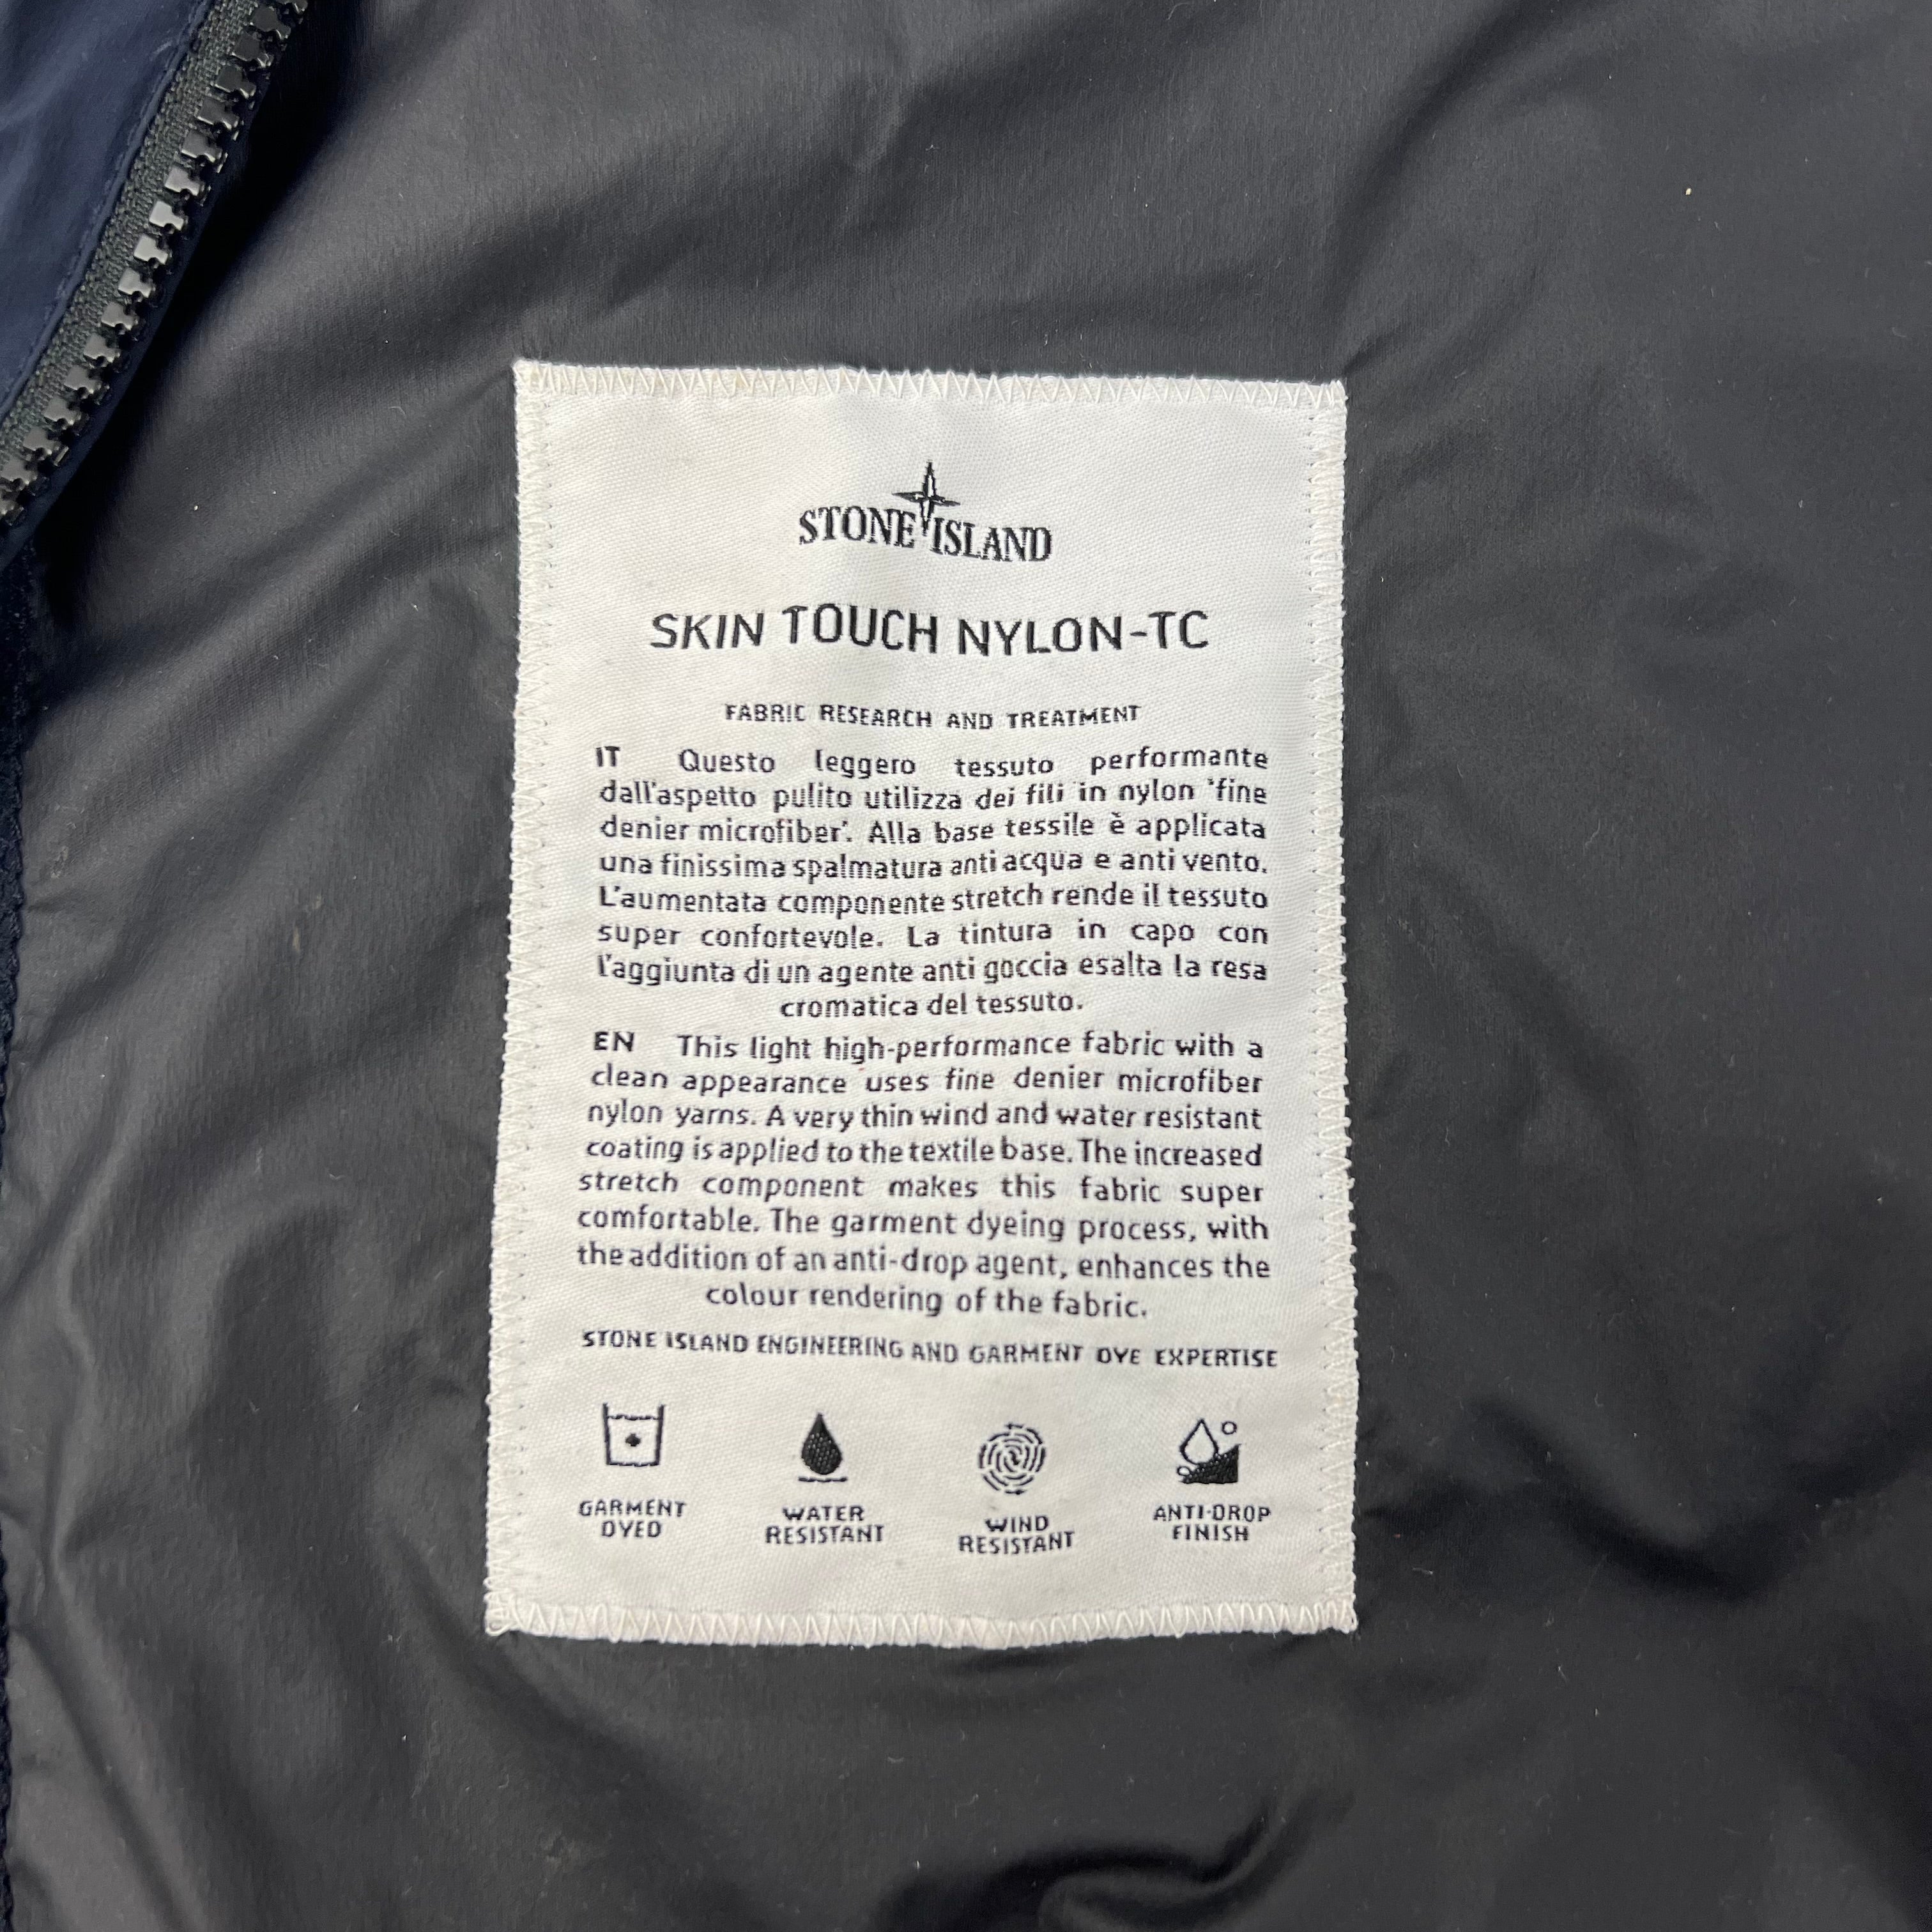 STONE ISLAND
SKIN TOUCH NYLON-TC
FABRIC RESEARCH AND TREATMENT
IT Questo leggero tessuto performante
dall'aspetto pulito utilizza dei fili in nylon 'fine
denier microfiber'. Alla base tessile è applicata
una finissima spalmatura anti acqua e anti vento.
L'aumentata componente stretch rende il tessuto
super confortevole. La tintura in capo con
l'aggiunta di un agente anti goccia esalta la resa
cromatica del tessuto.
EN This light high-performance fabric with a
clean appearance uses fine denier microfiber
nylon yarns. A very thin wind and water resistant
coating is applied to the textile base. The increased
stretch component makes this fabric super
comfortable. The garment dyeing process, with
the addition of an anti-drop agent, enhances the
colour rendering of the fabric.
STONE ISLAND ENGINEERING AND GARMENT DYE EXPERTISE
GARMENT
DYED
WATER
RESISTANT
WIND
RESISTANT
ANTI-DROP
FINISH